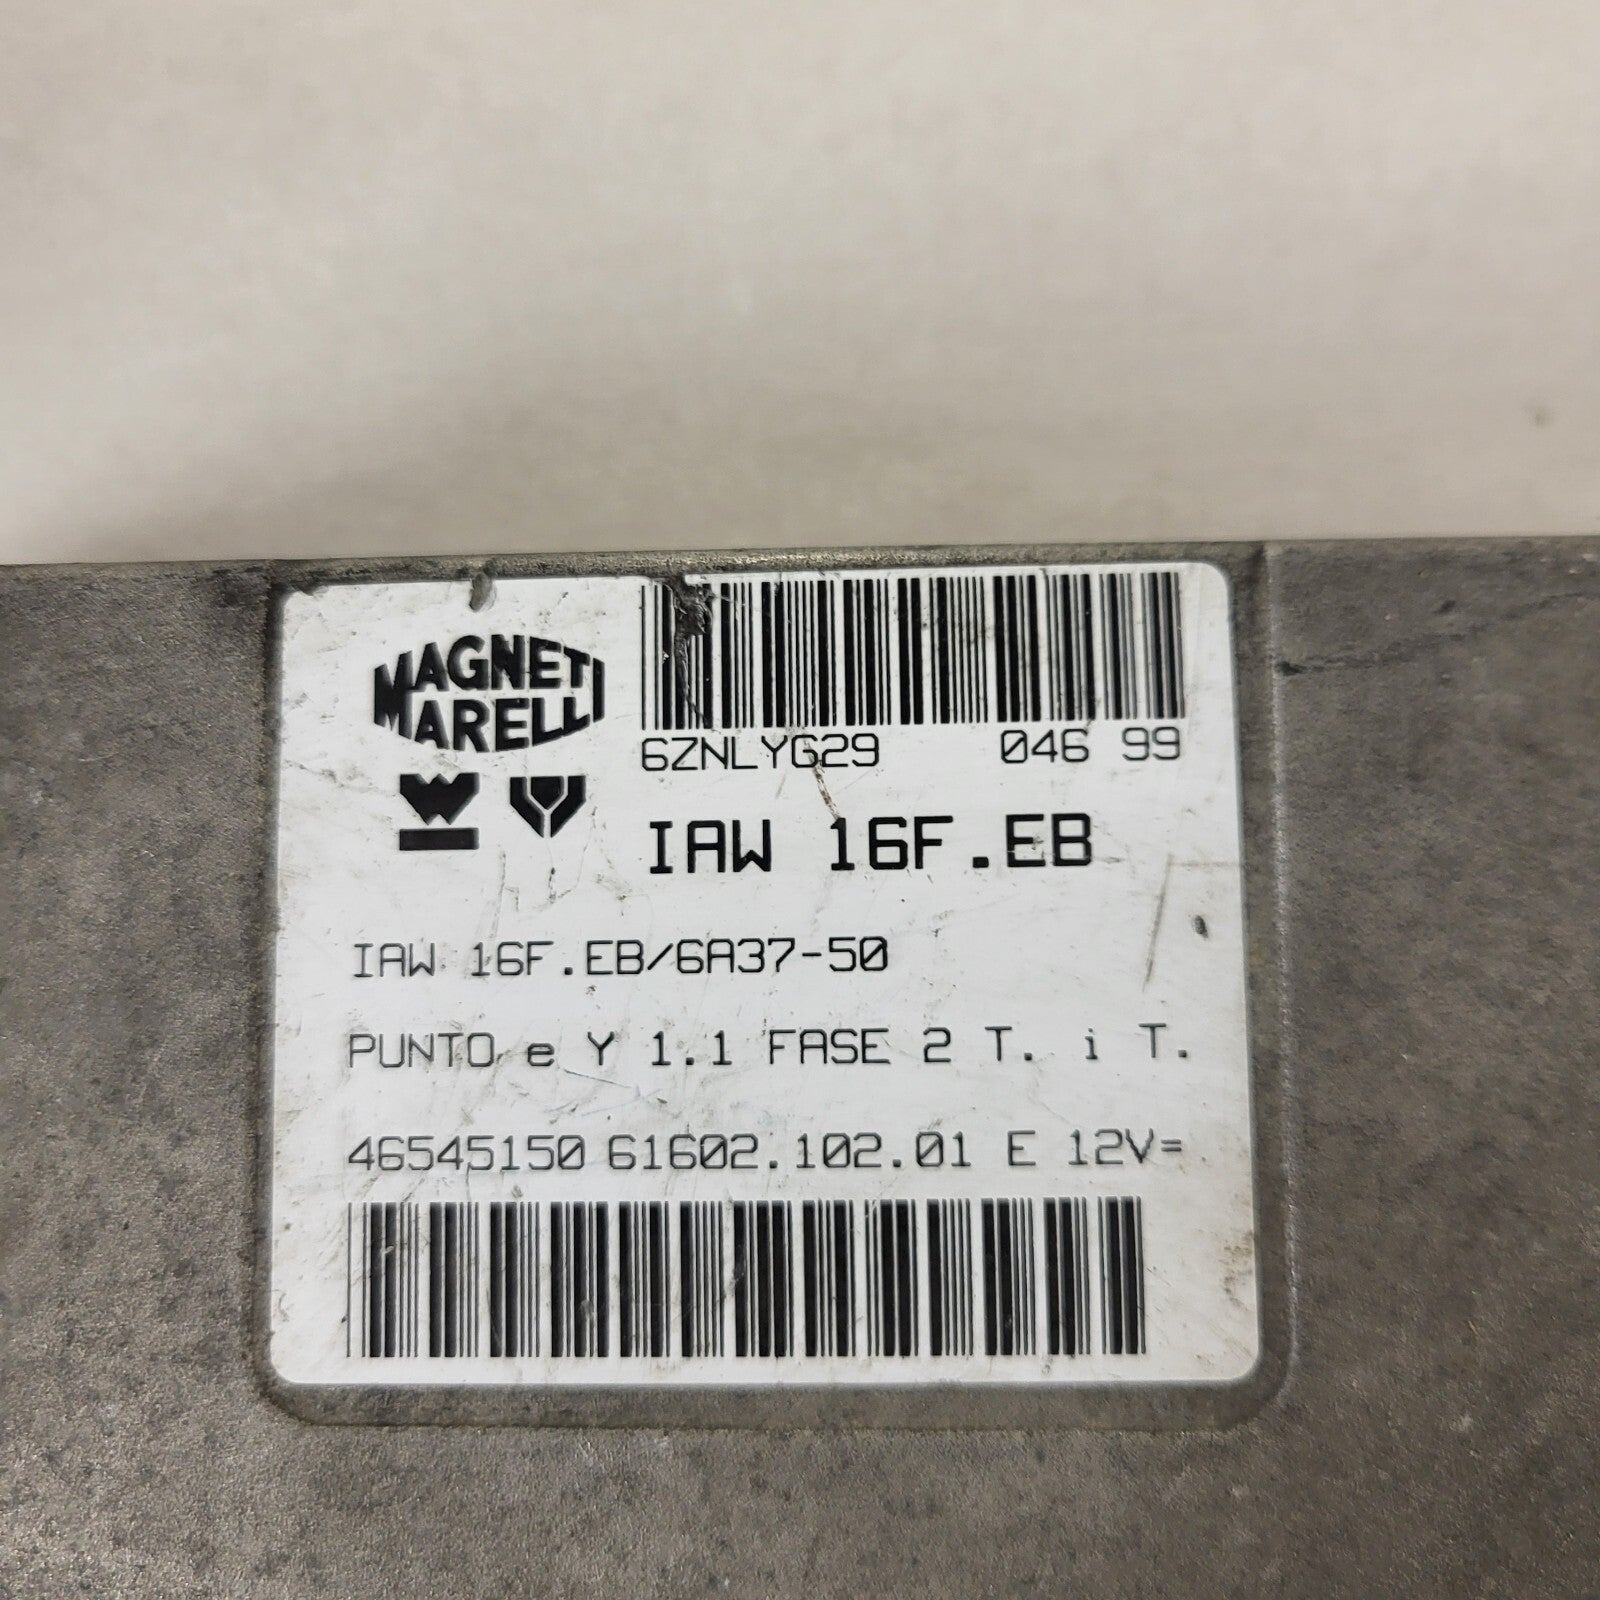 MAGNETI
MARELLI
6ZNLYG29 046 99
IAW 16F.EB
IAW 16F.EB/6A37-50
PUNTO e Y 1.1 FASE 2 T. i T.
46545150 61602.102.01 E 12V=